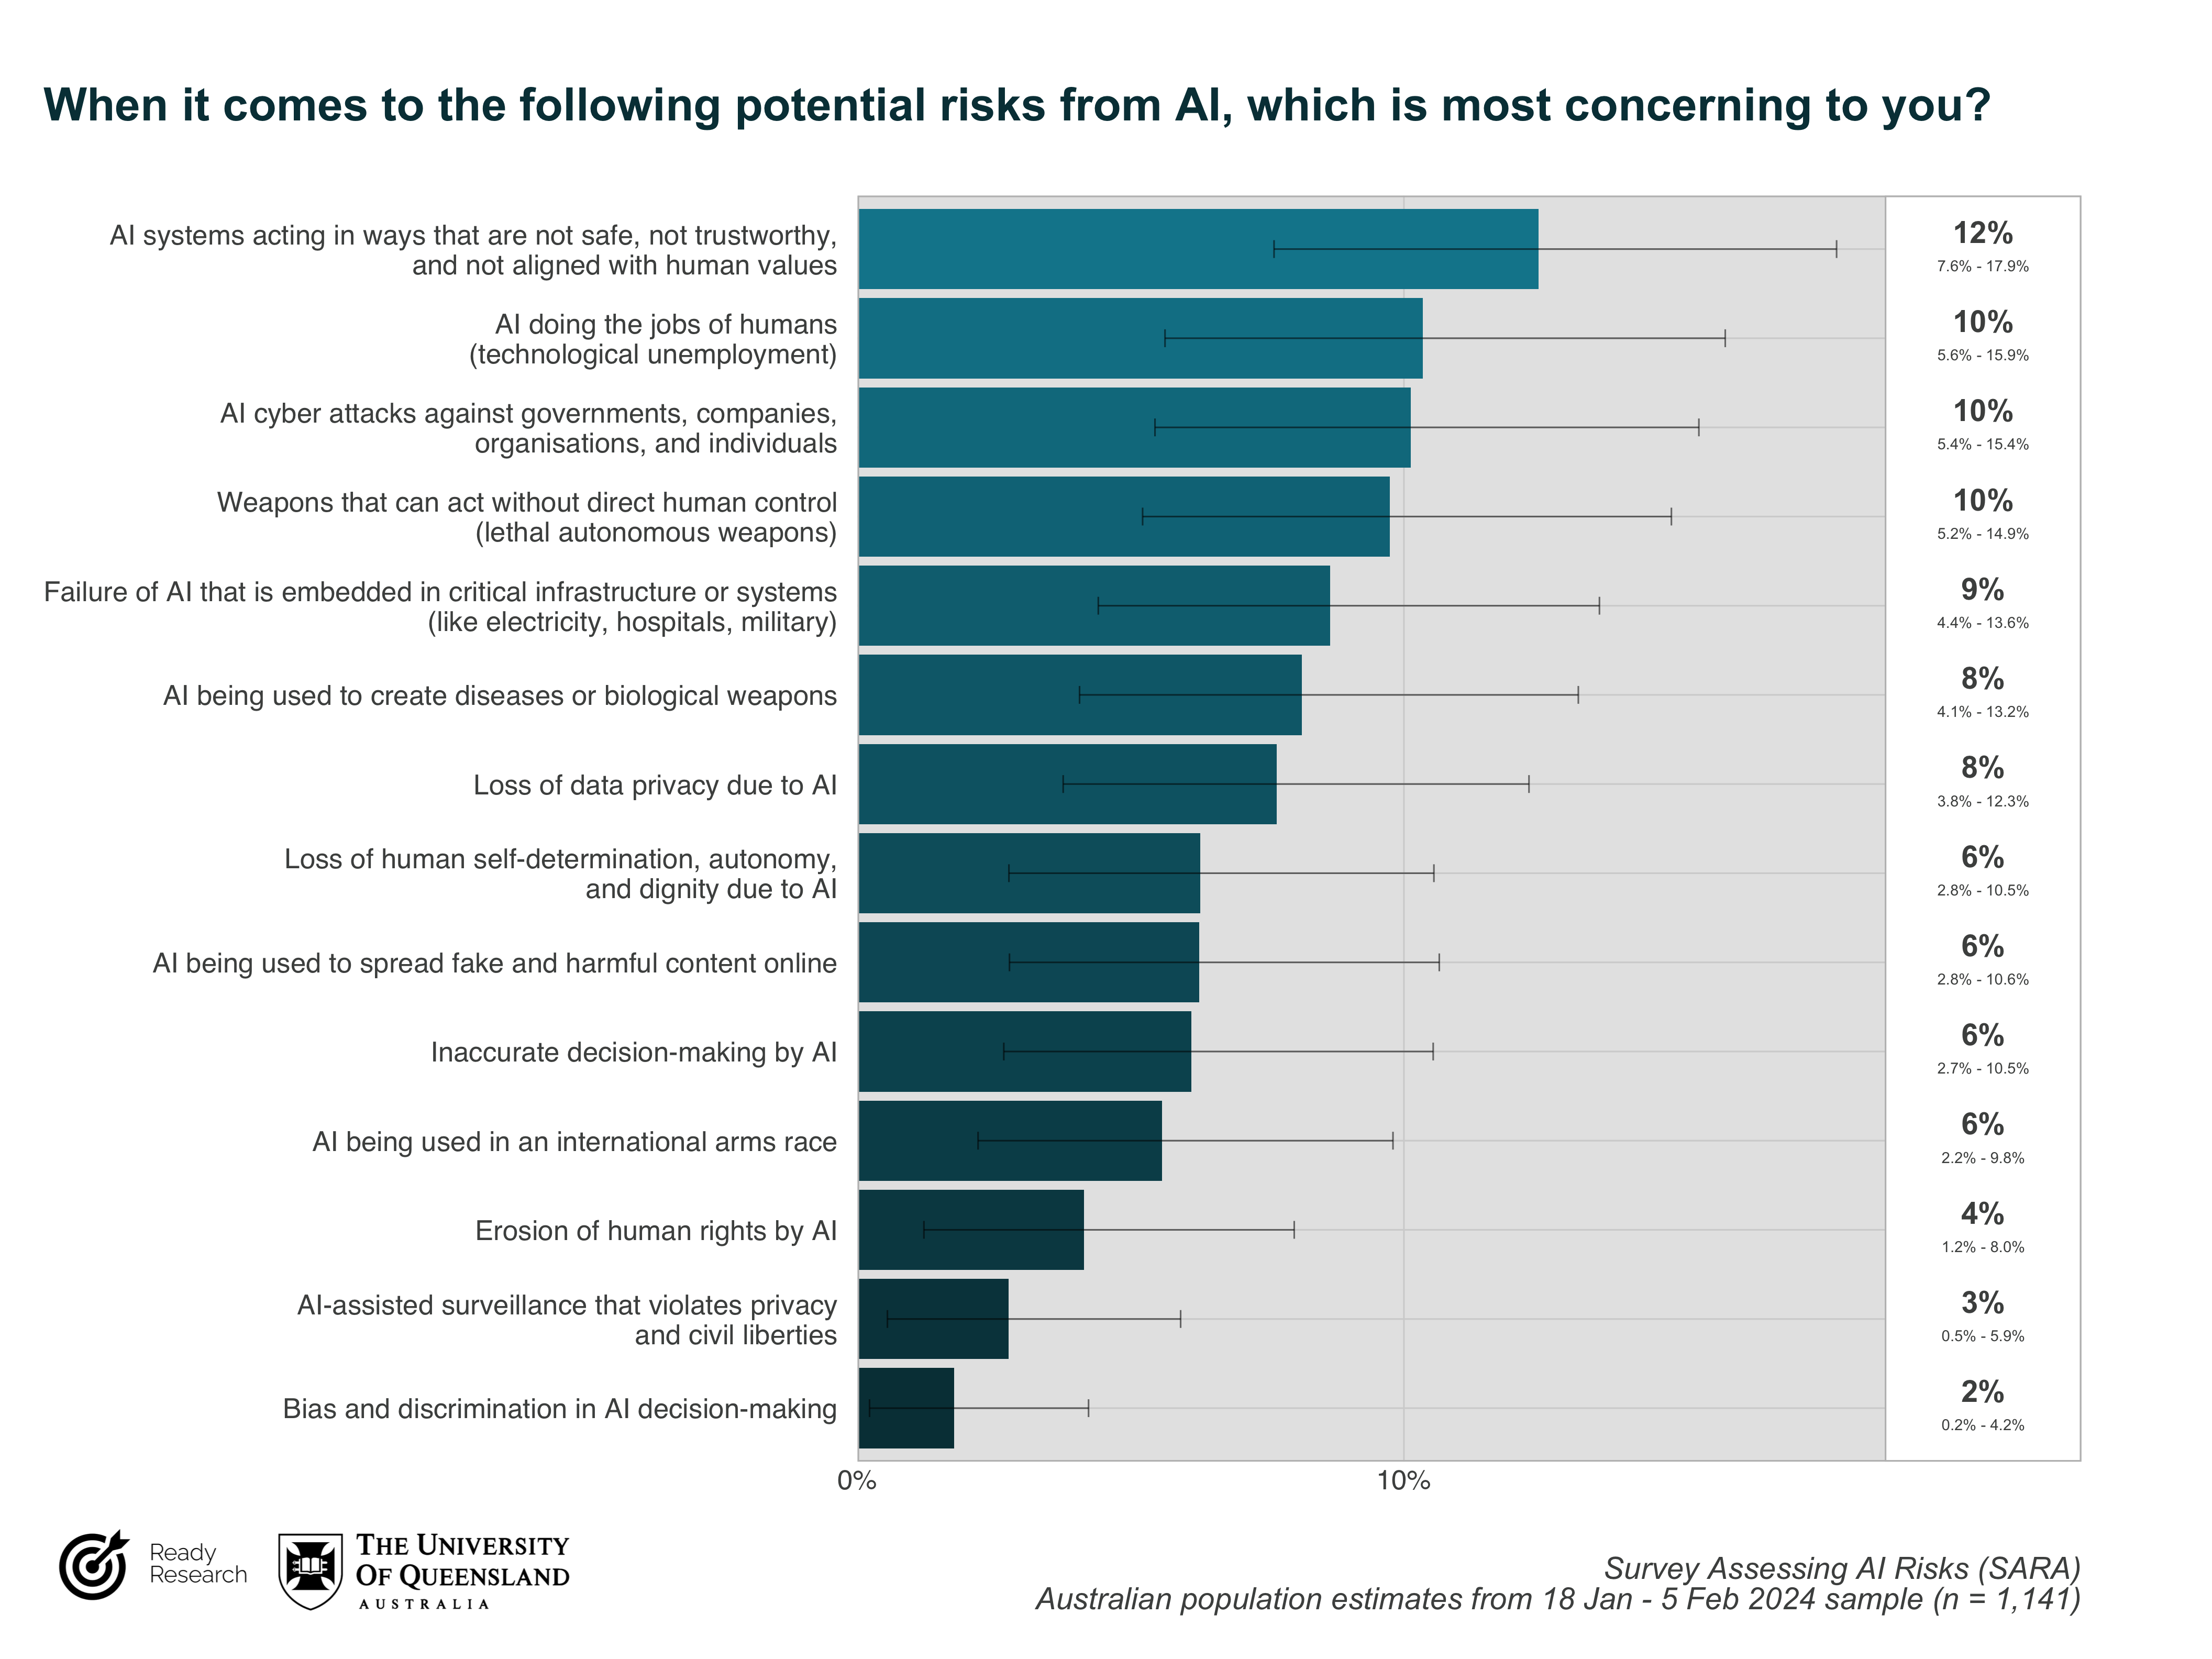 When it comes to the following potential risks from AI, which is most concerning to you?
AI systems acting in ways that are not safe, not trustworthy,
and not aligned with human values
12%
7.6% - 17.9%
AI doing the jobs of humans
(technological unemployment)
10%
5.6% - 15.9%
AI cyber attacks against governments, companies,
organisations, and individuals
10%
5.4% - 15.4%
Weapons that can act without direct human control
(lethal autonomous weapons)
10%
5.2% - 14.9%
Failure of AI that is embedded in critical infrastructure or systems
(like electricity, hospitals, military)
9%
4.4% - 13.6%
AI being used to create diseases or biological weapons
8%
4.1% - 13.2%
Loss of data privacy due to AI
8%
3.8% - 12.3%
Loss of human self-determination, autonomy,
and dignity due to AI
6%
2.8% - 10.5%
AI being used to spread fake and harmful content online
6%
2.8% - 10.6%
Inaccurate decision-making by AI
6%
2.7% - 10.5%
AI being used in an international arms race
6%
2.2% - 9.8%
Erosion of human rights by AI
4%
1.2% - 8.0%
AI-assisted surveillance that violates privacy
and civil liberties
3%
0.5% - 5.9%
Bias and discrimination in AI decision-making
2%
0.2% - 4.2%
0%
10%
Ready
Research
THE UNIVERSITY
OF QUEENSLAND
AUSTRALIA
Survey Assessing AI Risks (SARA)
Australian population estimates from 18 Jan - 5 Feb 2024 sample (n = 1,141)